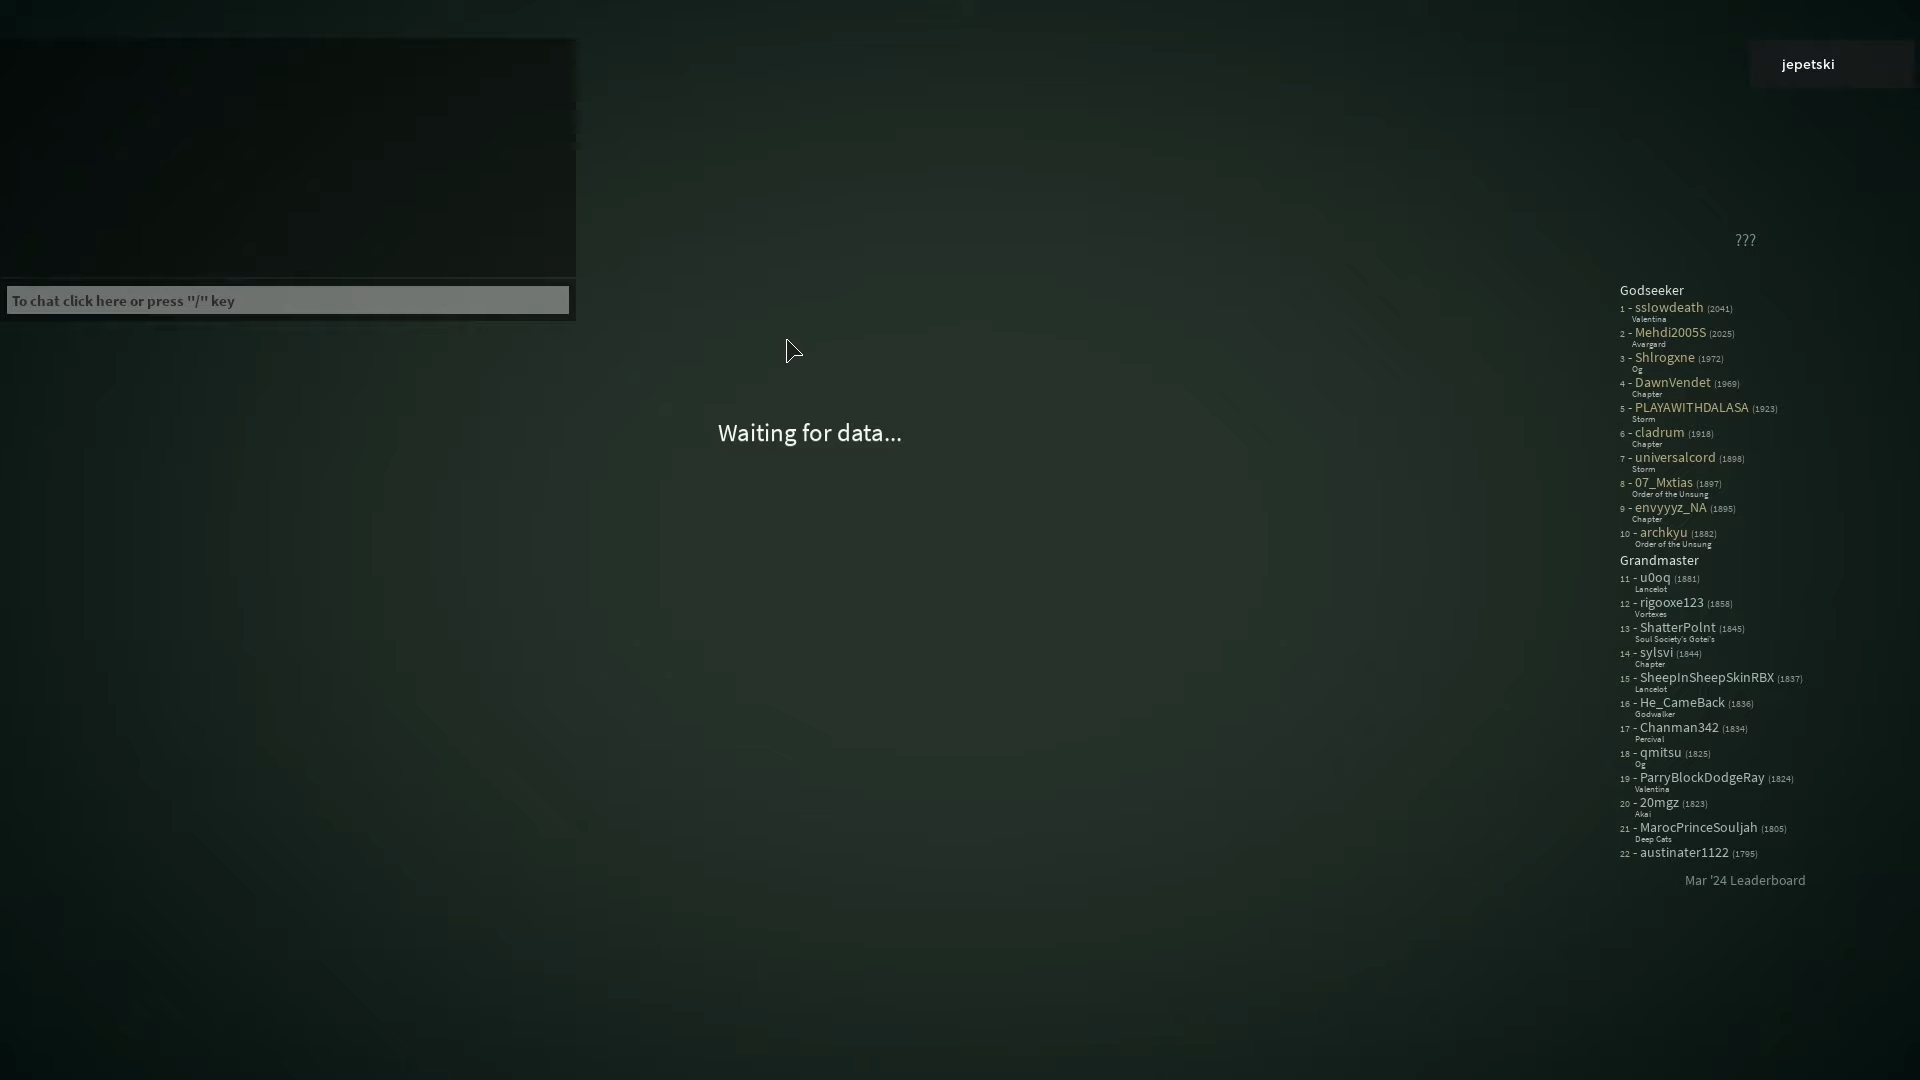 jepetski
To chat click here or press "/" key
Waiting for data...
???
Godseeker
1 - sslowdeath (2041)
Valentina
2 - Mehdi2005S (2025)
Avargard
3 - Shlrogxne (1972)
Og
4 - DawnVendet (1969)
Chapter
5 - PLAYAWITHDALASA (1923)
Storm
6 - cladrum (1918)
Chapter
7 - universalcord (1898)
Storm
8 - 07_Mxtias (1897)
Order of the Unsung
9 - envyyyz_NA (1895)
Chapter
10 - archkyu (1882)
Order of the Unsung
Grandmaster
11 - u0oq (1881)
Lancelot
12 - rigooxe123 (1858)
Vortexes
13 - ShatterPolnt (1845)
Soul Society's Gotei's
14 - sylsvi (1844)
Chapter
15 - SheepInSheepSkinRBX (1837)
Lancelot
16 - He_CameBack (1836)
Godwalker
17 - Chanman342 (1834)
Percival
18 - qmitsu (1825)
Og
19 - ParryBlockDodgeRay (1824)
Valentina
20 - 20mgz (1823)
Akai
21 - MarocPrinceSouljah (1805)
Deep Cats
22 - austinater1122 (1795)
Mar '24 Leaderboard